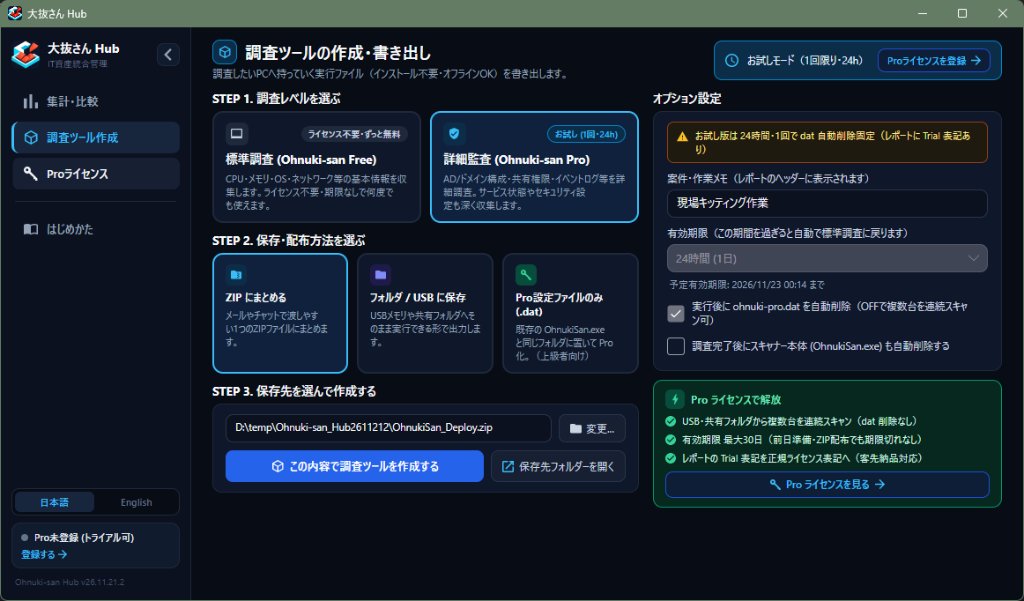 大抜さん Hub
大抜さん Hub
IT資産統合管理
集計・比較
調査ツール作成
Proライセンス
はじめかた
日本語
English
Pro未登録 (トライアル可)
登録する →
Ohnuki-san Hub v26.11.21.2
調査ツールの作成・書き出し
調査したいPCへ持っていく実行ファイル（インストール不要・オフラインOK）を書き出します。
お試しモード（1回限り・24h）
Proライセンスを登録 →
STEP 1. 調査レベルを選ぶ
ライセンス不要・ずっと無料
標準調査 (Ohnuki-san Free)
CPU・メモリ・OS・ネットワーク等の基本情報を収
集します。ライセンス不要・期限なしで何度で
も使えます。
お試し (1回・24h)
詳細監査 (Ohnuki-san Pro)
AD/ドメイン構成・共有権限・イベントログ等を詳
細調査。サービス状態やセキュリティ設
定も深く収集します。
STEP 2. 保存・配布方法を選ぶ
ZIP にまとめる
メールやチャットで渡しやす
い1つのZIPファイルにまとめま
す。
フォルダ / USB に保存
USBメモリや共有フォルダへそ
のまま実行できる形で出力しま
す。
Pro設定ファイルのみ
(.dat)
既存の OhnukiSan.exe
と同じフォルダに置いて Pro
化。（上級者向け）
STEP 3. 保存先を選んで作成する
D:\temp\Ohnuki-san_Hub2611212\OhnukiSan_Deploy.zip
変更...
この内容で調査ツールを作成する
保存先フォルダーを開く
オプション設定
お試し版は 24時間・1回で dat 自動削除固定（レポートに Trial 表記あ
り）
案件・作業メモ（レポートのヘッダーに表示されます）
現場キッティング作業
有効期限（この期間を過ぎると自動で標準調査に戻ります）
24時間 (1日)
予定有効期限: 2026/11/23 00:14 まで
実行後に ohnuki-pro.dat を自動削除（OFFで複数台を連続スキャ
ン可）
調査完了後にスキャナー本体 (OhnukiSan.exe) も自動削除する
Pro ライセンスで解放
USB・共有フォルダから複数台を連続スキャン（dat 削除なし）
有効期限 最大30日（前日準備・ZIP配布でも期限切れなし）
レポートの Trial 表記を正規ライセンス表記へ（客先納品対応）
Pro ライセンスを見る →